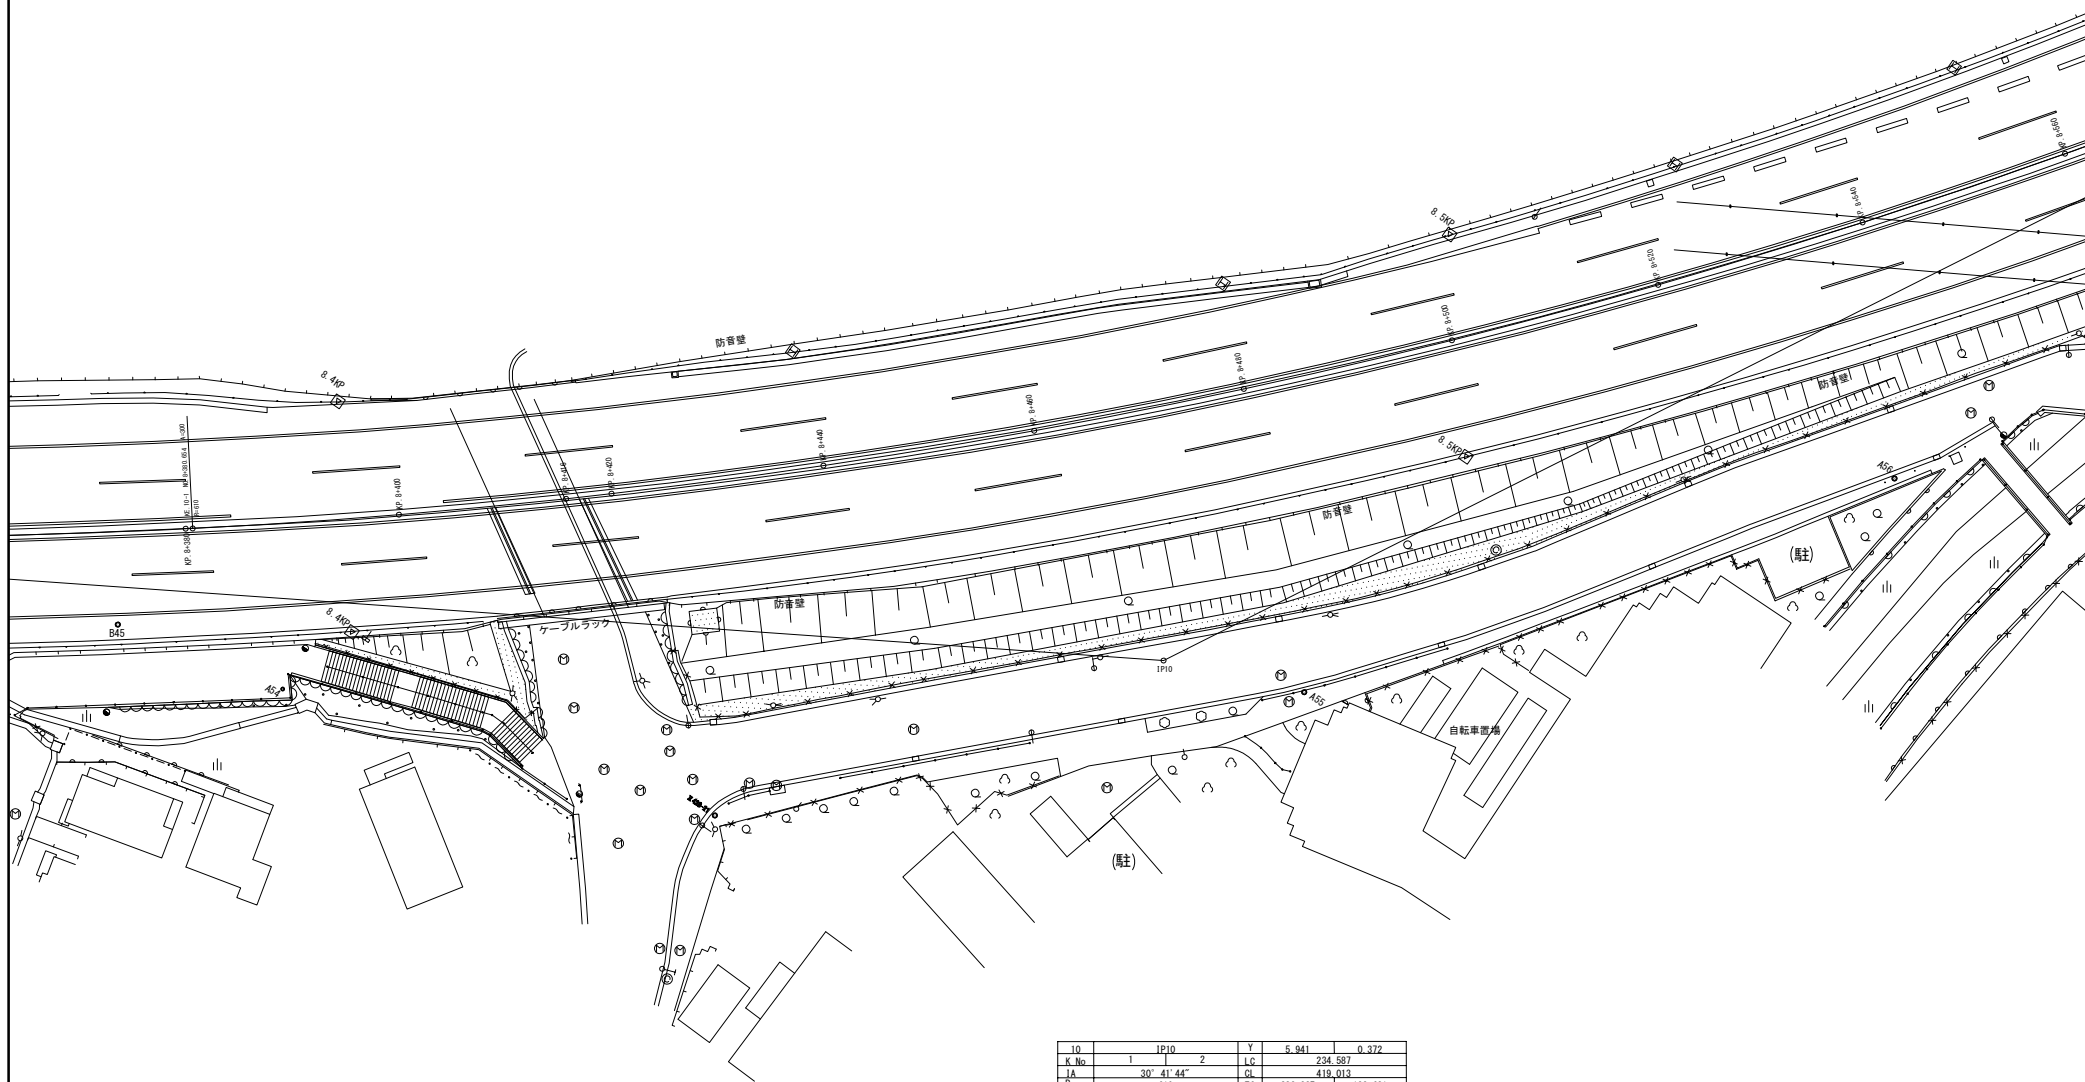 8.5KP
KP.8+560
KP.8+540
KP.8+520
KP.8+500
KP.8+480
KP.8+460
KP.8+440
KP.8+420
KP.8+400
KP.8+380
8.4KP
防音壁
防音壁
8.5KP
防音壁
防音壁
ケーブルラック
8.4KP
B45
A54
IP10
A55
A56
(駐)
自転車置場
(駐)
10 IP10 Y 5.941 0.372
K No 1 2 LC 234.587
IA 30° 41' 44" CL 419.013